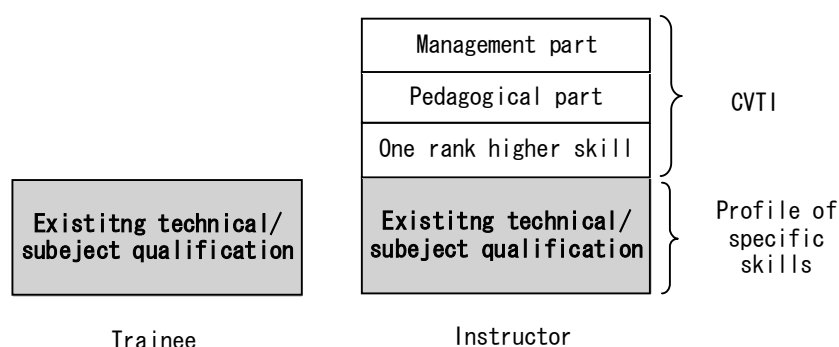 Management part
Pedagogical part
CVTI
One rank higher skill
Existitng technical/
subeject qualification
Existitng technical/
subeject qualification
Profile of
specific
skills
Trainee
Instructor